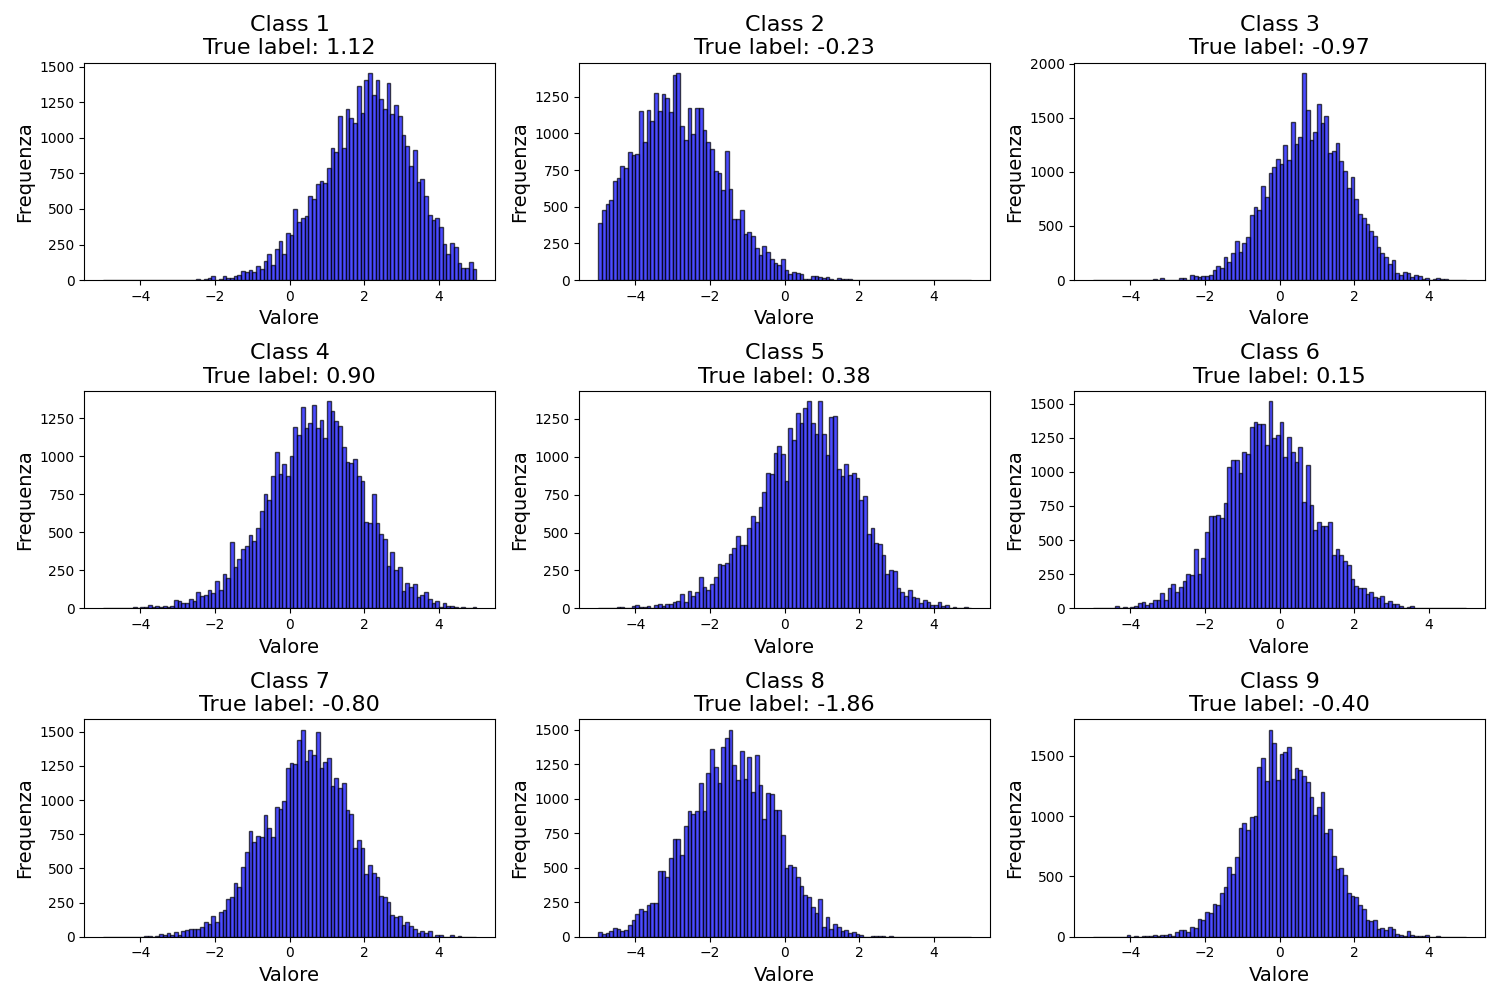 Class 1
True label: 1.12
Frequenza
1500
1250
1000
750
500
250
0
−4 −2 0 2 4
Valore
Class 2
True label: -0.23
Frequenza
1250
1000
750
500
250
0
−4 −2 0 2 4
Valore
Class 3
True label: -0.97
Frequenza
2000
1500
1000
500
0
−4 −2 0 2 4
Valore
Class 4
True label: 0.90
Frequenza
1250
1000
750
500
250
0
−4 −2 0 2 4
Valore
Class 5
True label: 0.38
Frequenza
1250
1000
750
500
250
0
−4 −2 0 2 4
Valore
Class 6
True label: 0.15
Frequenza
1500
1250
1000
750
500
250
0
−4 −2 0 2 4
Valore
Class 7
True label: -0.80
Frequenza
1500
1250
1000
750
500
250
0
−4 −2 0 2 4
Valore
Class 8
True label: -1.86
Frequenza
1500
1250
1000
750
500
250
0
−4 −2 0 2 4
Valore
Class 9
True label: -0.40
Frequenza
1500
1000
500
0
−4 −2 0 2 4
Valore